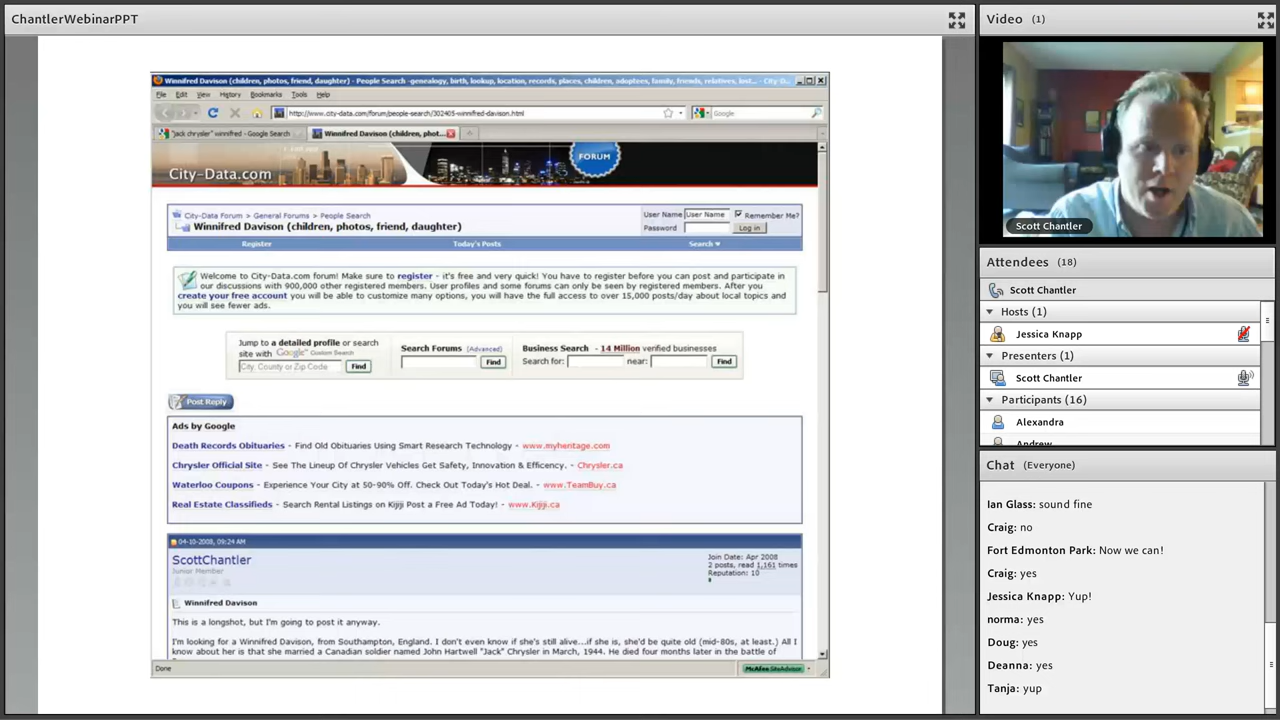 ChantlerWebinarPPT
Winnifred Davison (children, photos, friend, daughter) - People Search -genealogy, birth, lookup, location, records, places, children, adoptees, family, friends, relatives, lost... - City-D...
File Edit View History Bookmarks Tools Help
http://www.city-data.com/forum/people-search/302405-winnifred-davison.html
Google
"jack chrysler" winnifred - Google Search
Winnifred Davison (children, phot...
City-Data.com
FORUM
City-Data Forum > General Forums > People Search
Winnifred Davison (children, photos, friend, daughter)
User Name User Name Remember Me?
Password Log in
Register Today's Posts Search
Welcome to City-Data.com forum! Make sure to register - it's free and very quick! You have to register before you can post and participate in
our discussions with 900,000 other registered members. User profiles and some forums can only be seen by registered members. After you
create your free account you will be able to customize many options, you will have the full access to over 15,000 posts/day about local topics and
you will see fewer ads.
Jump to a detailed profile or search
site with Google Custom Search
City, County or Zip Code Find
Search Forums (Advanced)
Find
Business Search - 14 Million verified businesses
Search for: near: Find
Post Reply
Ads by Google
Death Records Obituaries - Find Old Obituaries Using Smart Research Technology - www.myheritage.com
Chrysler Official Site - See The Lineup Of Chrysler Vehicles Get Safety, Innovation & Efficency. - Chrysler.ca
Waterloo Coupons - Experience Your City at 50-90% Off. Check Out Today's Hot Deal. - www.TeamBuy.ca
Real Estate Classifieds - Search Rental Listings on Kijiji Post a Free Ad Today! - www.Kijiji.ca
04-10-2008, 09:24 AM
ScottChantler
Junior Member
Join Date: Apr 2008
2 posts, read 1,161 times
Reputation: 10
Winnifred Davison
This is a longshot, but I'm going to post it anyway.
I'm looking for a Winnifred Davison, from Southampton, England. I don't even know if she's still alive...if she is, she'd be quite old (mid-80s, at least.) All I
know about her is that she married a Canadian soldier named John Hartwell "Jack" Chrysler in March, 1944. He died four months later in the battle of
Done
McAfee SiteAdvisor
Video (1)
Scott Chantler
Attendees (18)
Scott Chantler
Hosts (1)
Jessica Knapp
Presenters (1)
Scott Chantler
Participants (16)
Alexandra
Andrew
Chat (Everyone)
Ian Glass: sound fine
Craig: no
Fort Edmonton Park: Now we can!
Craig: yes
Jessica Knapp: Yup!
norma: yes
Doug: yes
Deanna: yes
Tanja: yup